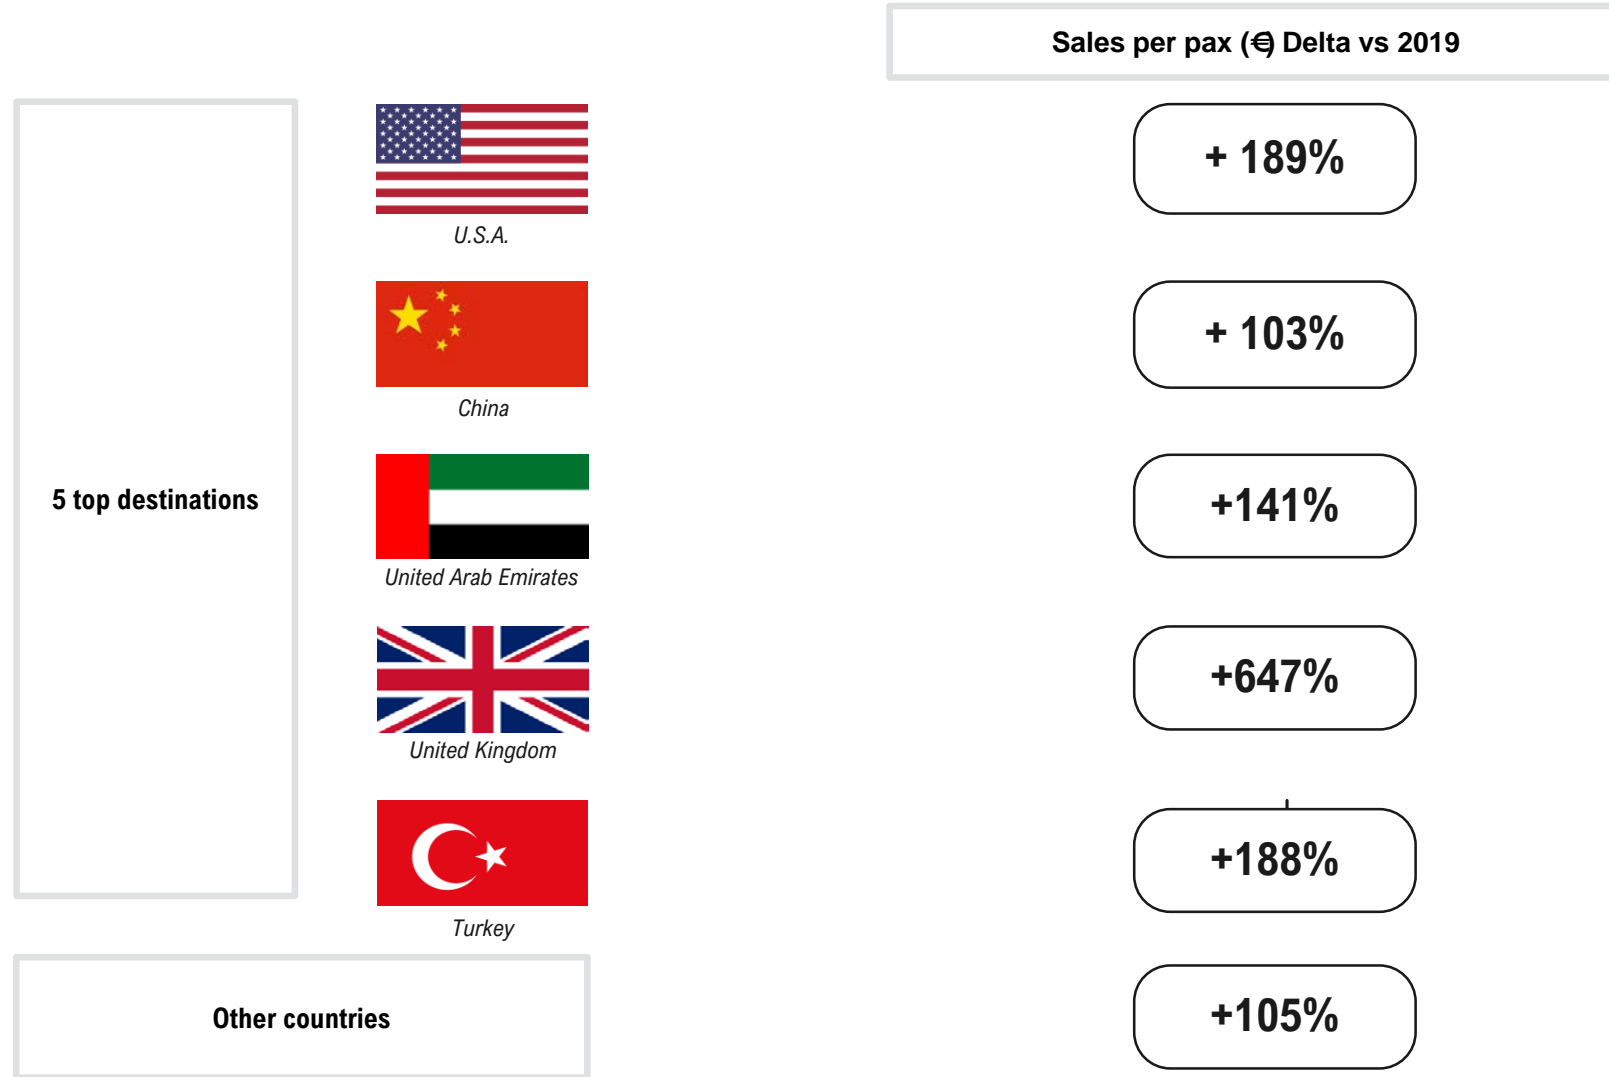 Sales per pax (€) Delta vs 2019
5 top destinations
U.S.A.
+ 189%
China
+ 103%
United Arab Emirates
+141%
United Kingdom
+647%
Turkey
+188%
Other countries
+105%